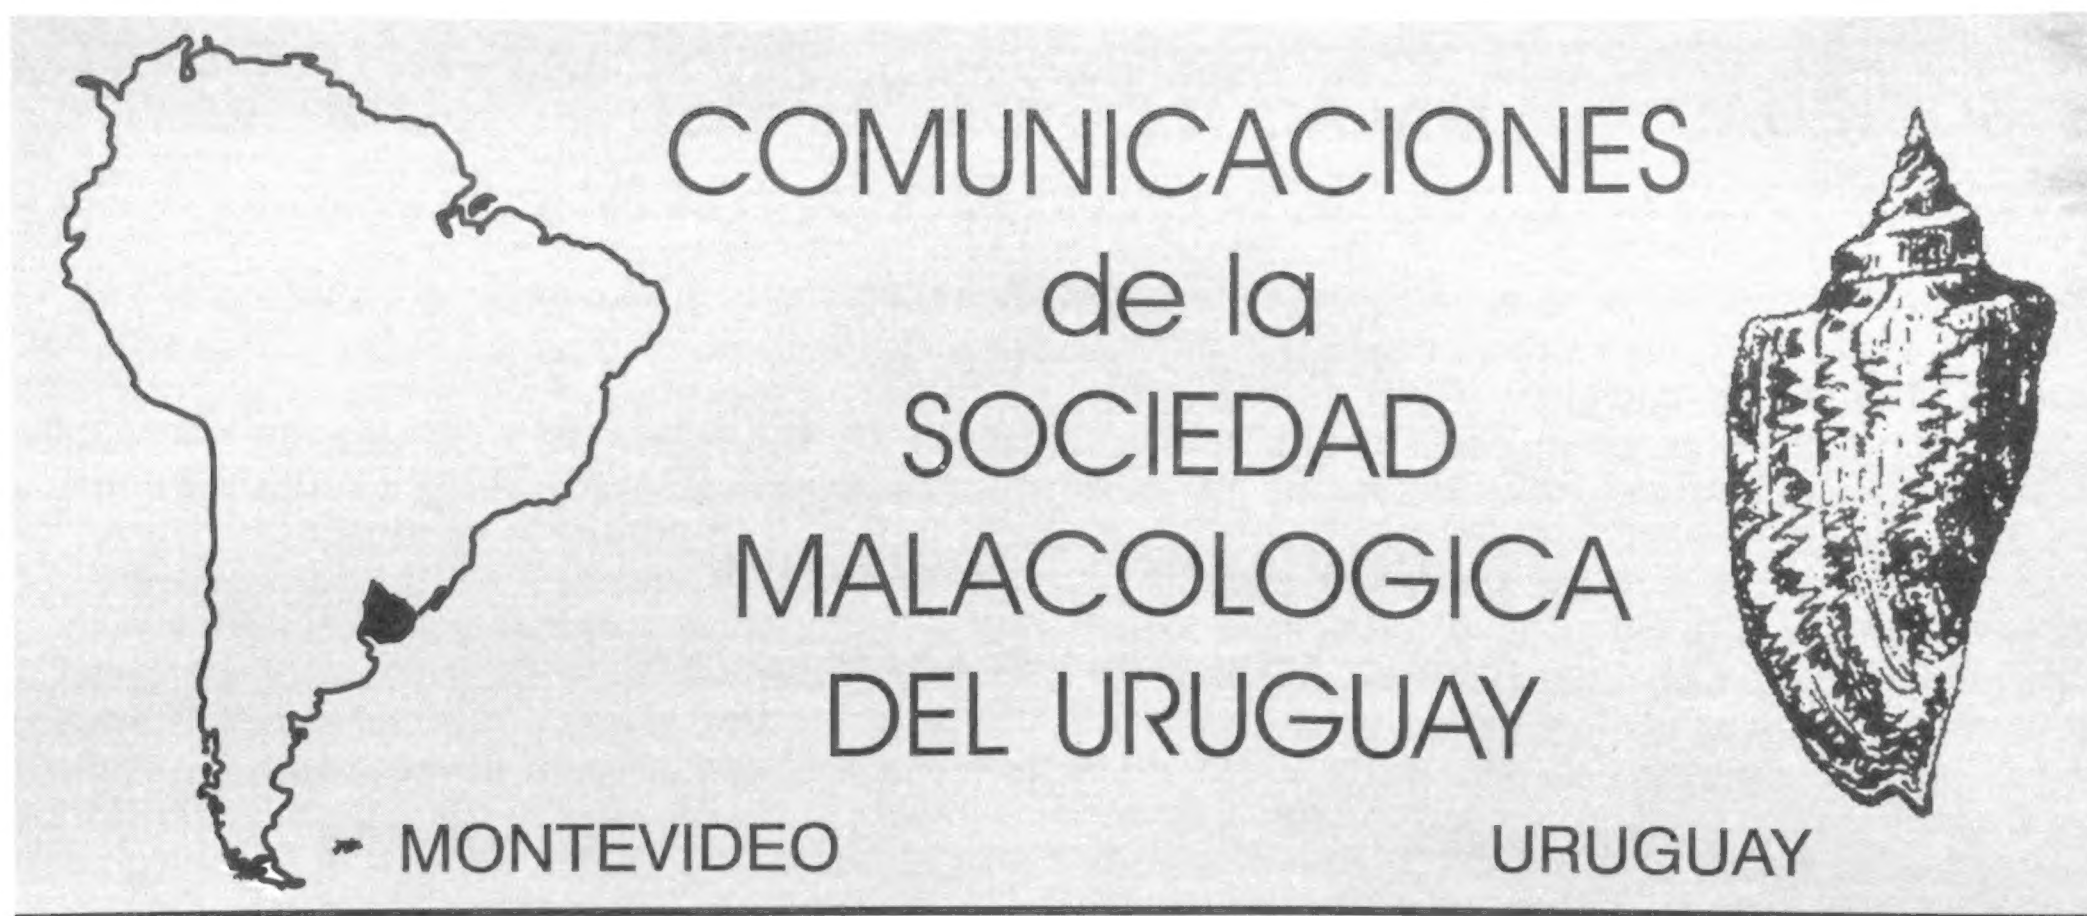 COMUNICACIONES
de la
SOCIEDAD
MALACOLOGICA
DEL URUGUAY
MONTEVIDEO URUGUAY